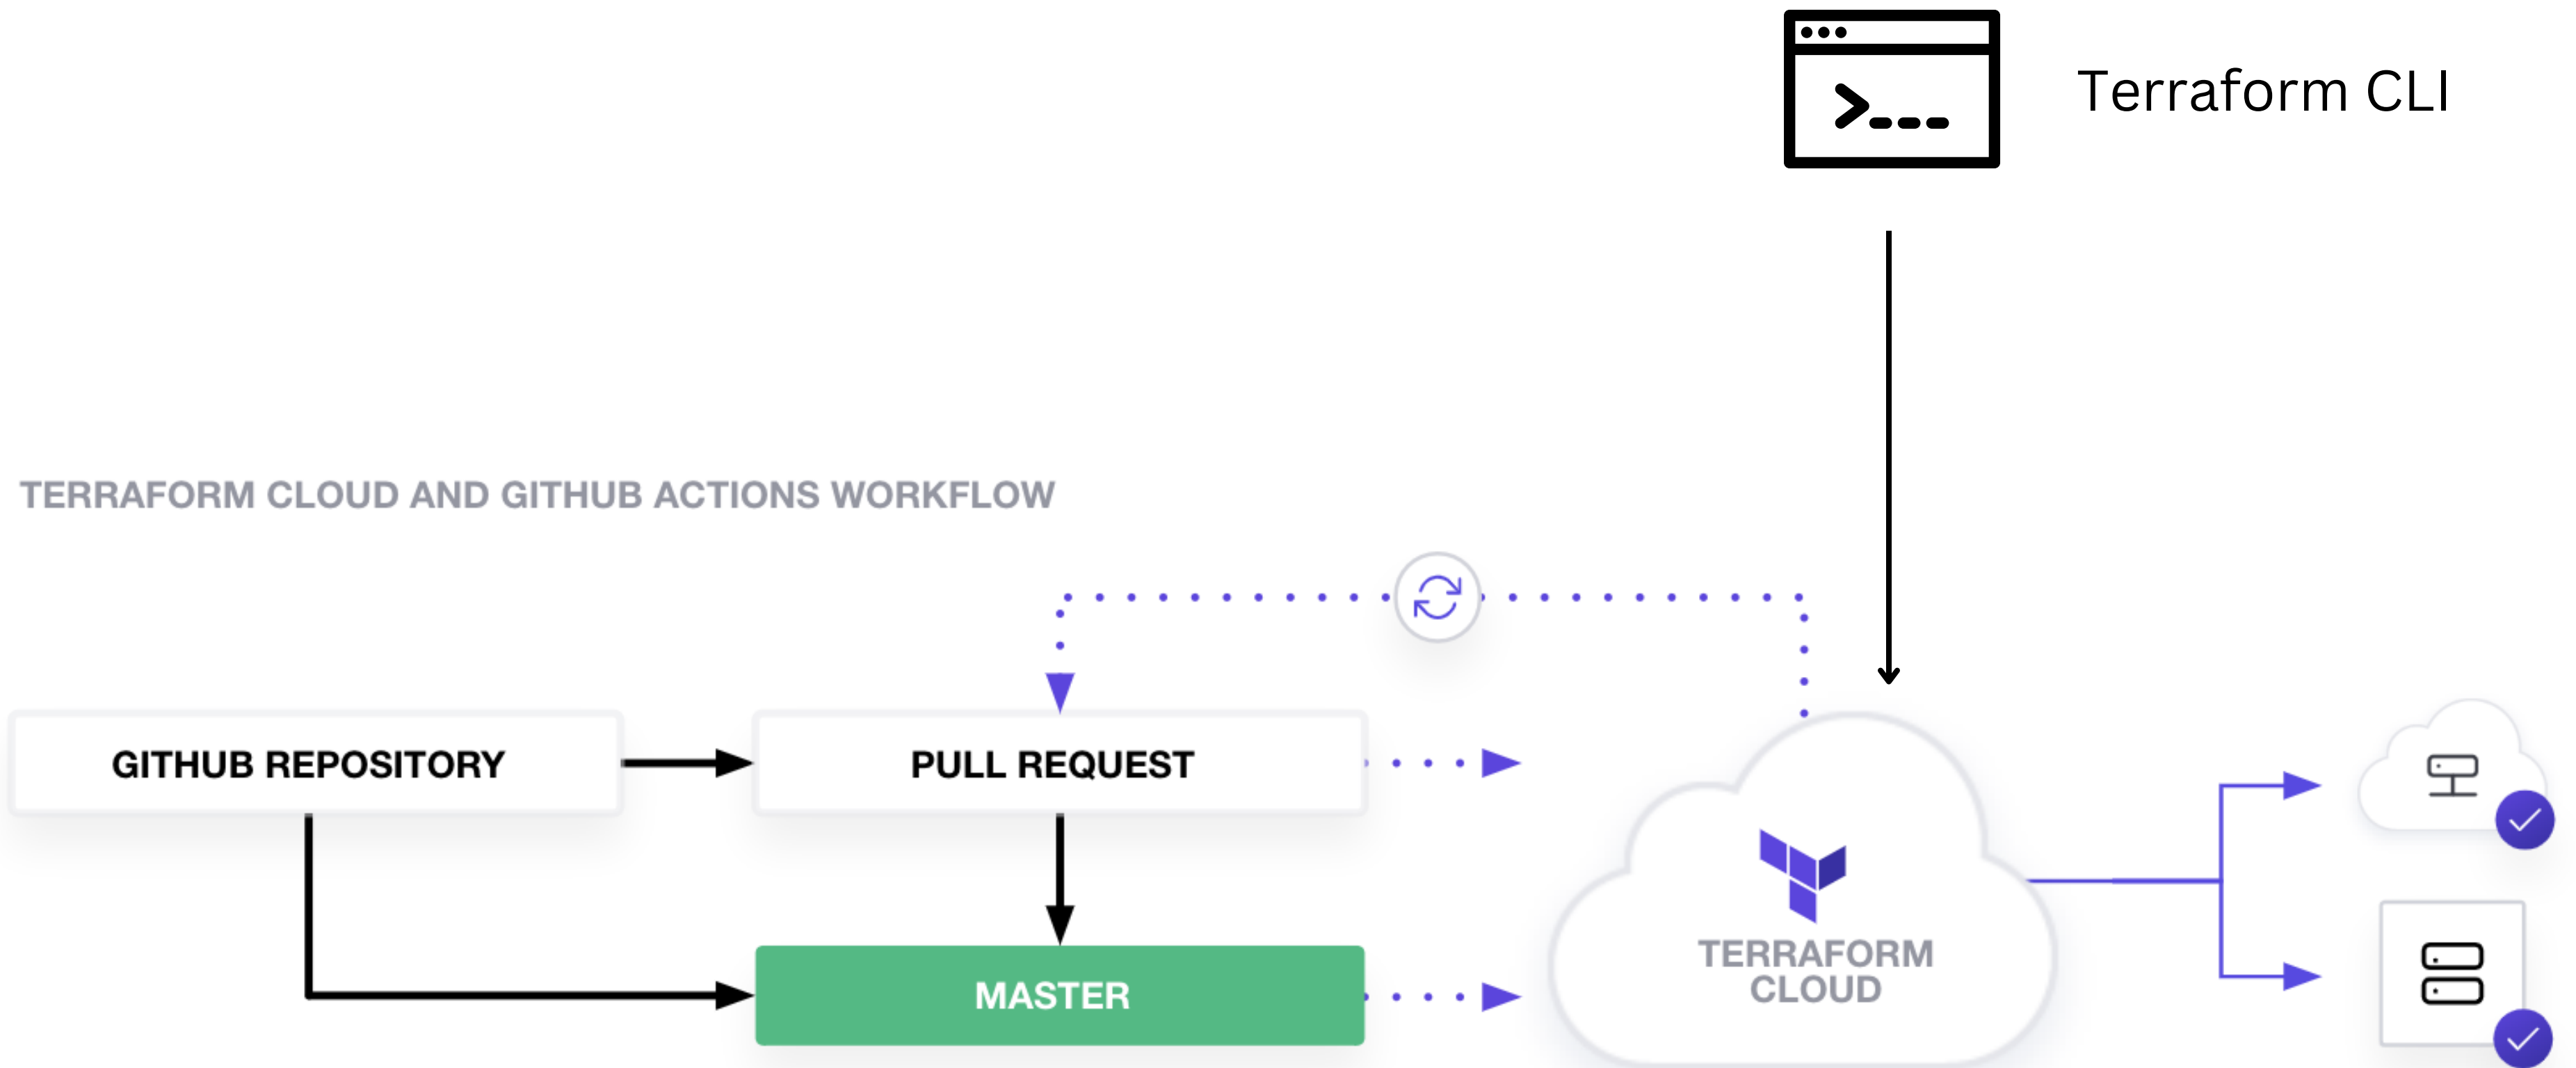 Terraform CLI
TERRAFORM CLOUD AND GITHUB ACTIONS WORKFLOW
GITHUB REPOSITORY
PULL REQUEST
MASTER
TERRAFORM
CLOUD